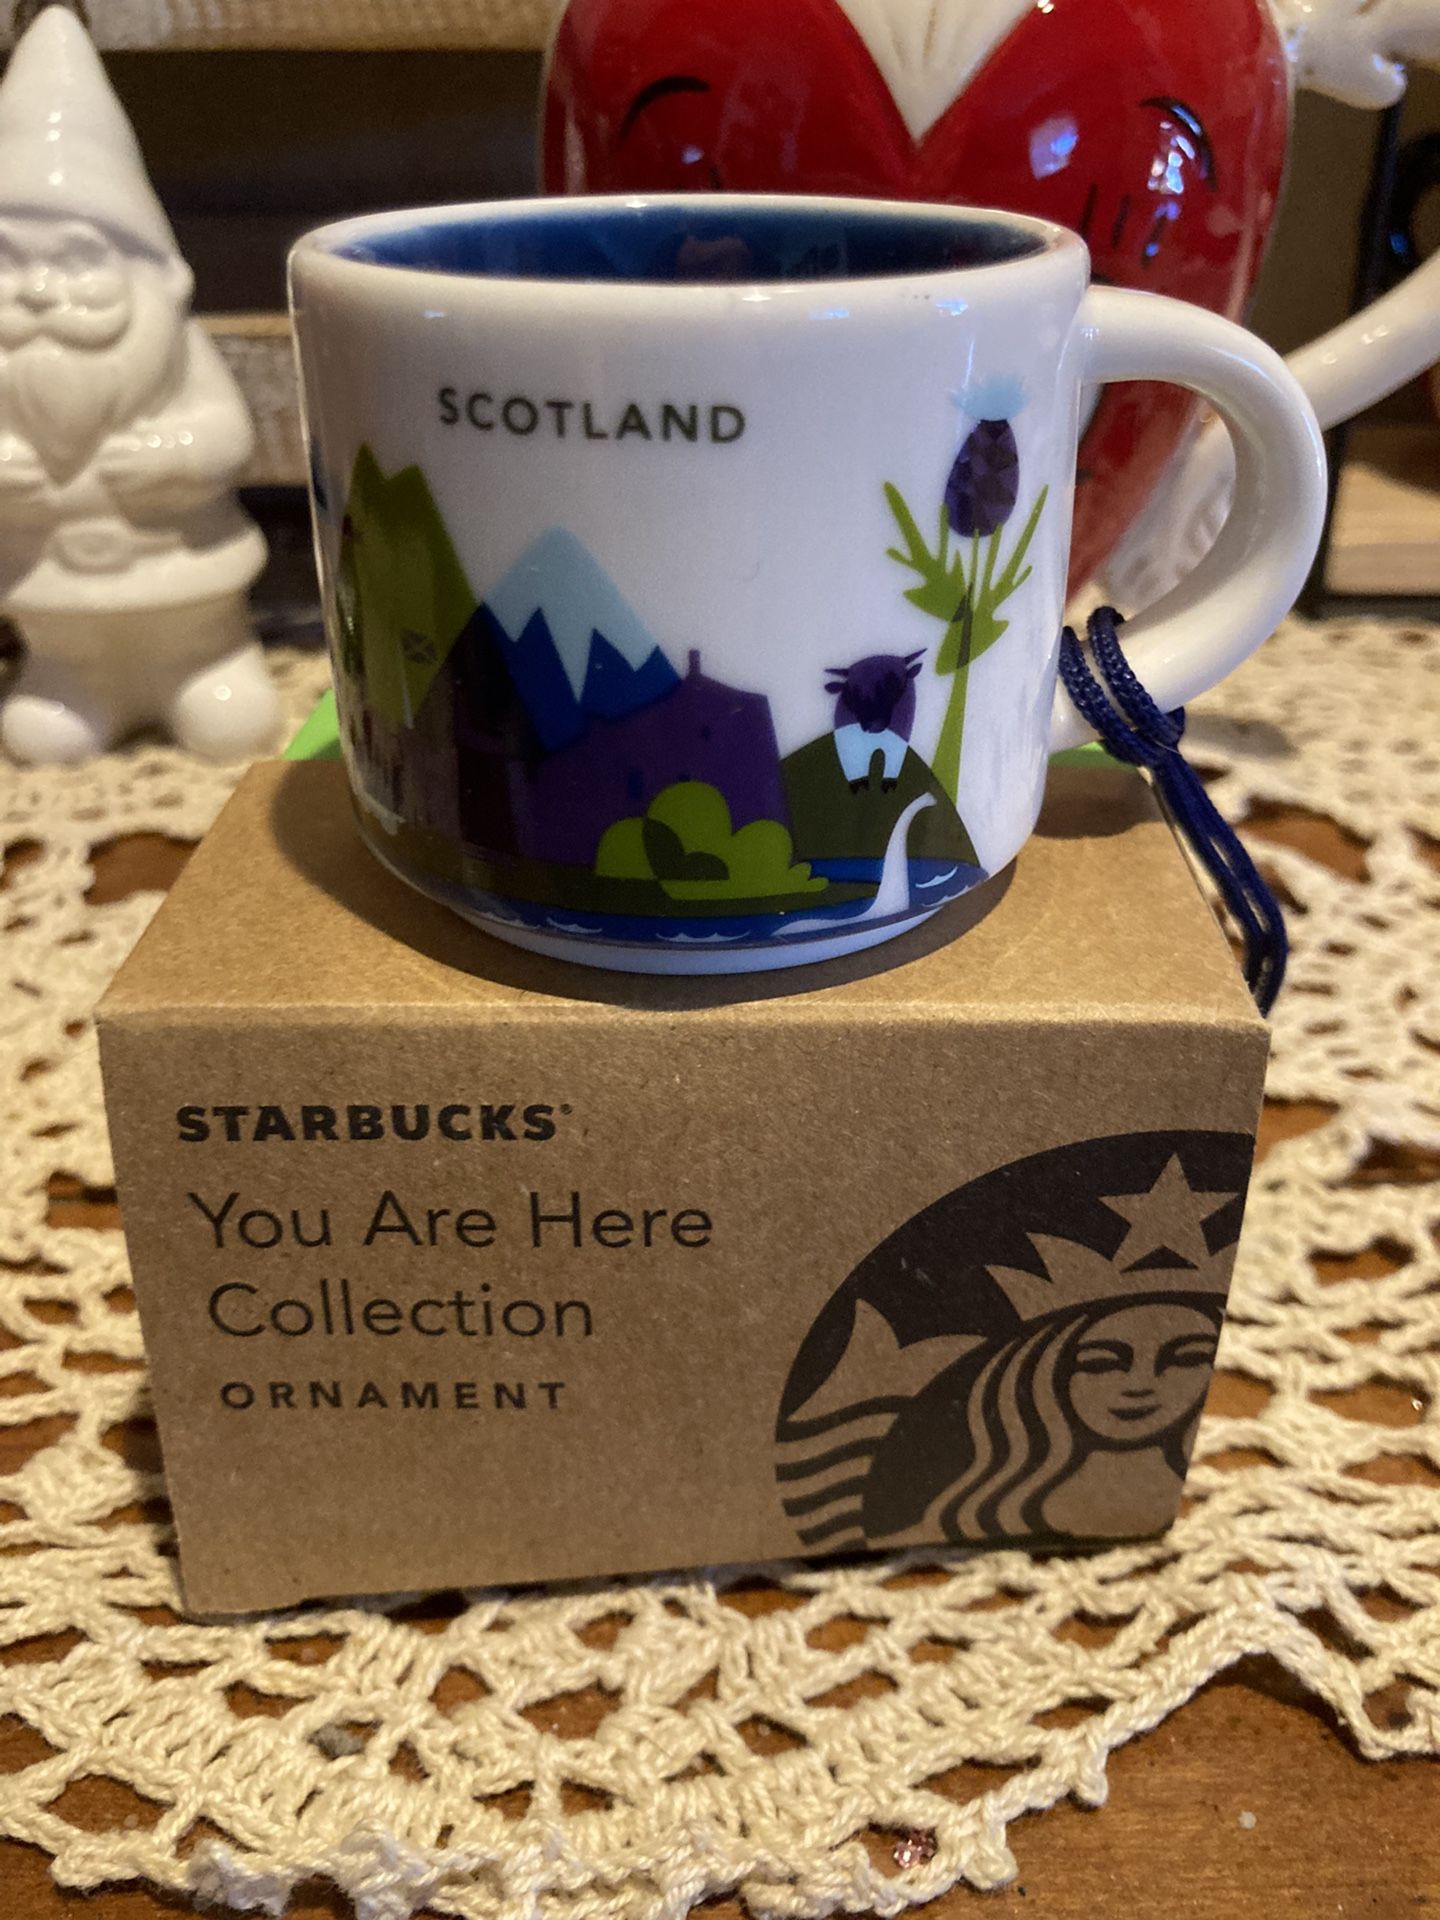 SCOTLAND
STARBUCKS®
You Are Here
Collection
ORNAMENT